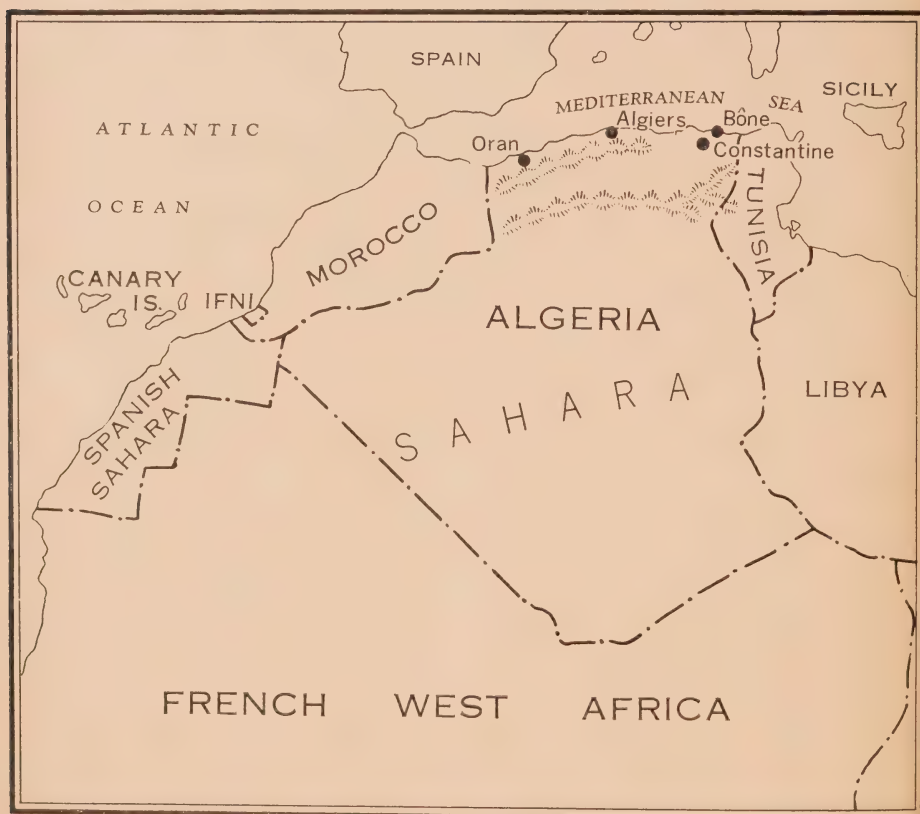 SPAIN
SICILY
MEDITERRANEAN SEA
ATLANTIC
OCEAN
Algiers
Bône
Oran
Constantine
TUNISIA
MOROCCO
CANARY
IS.
IFNI
ALGERIA
SAHARA
LIBYA
SPANISH
SAHARA
FRENCH WEST AFRICA